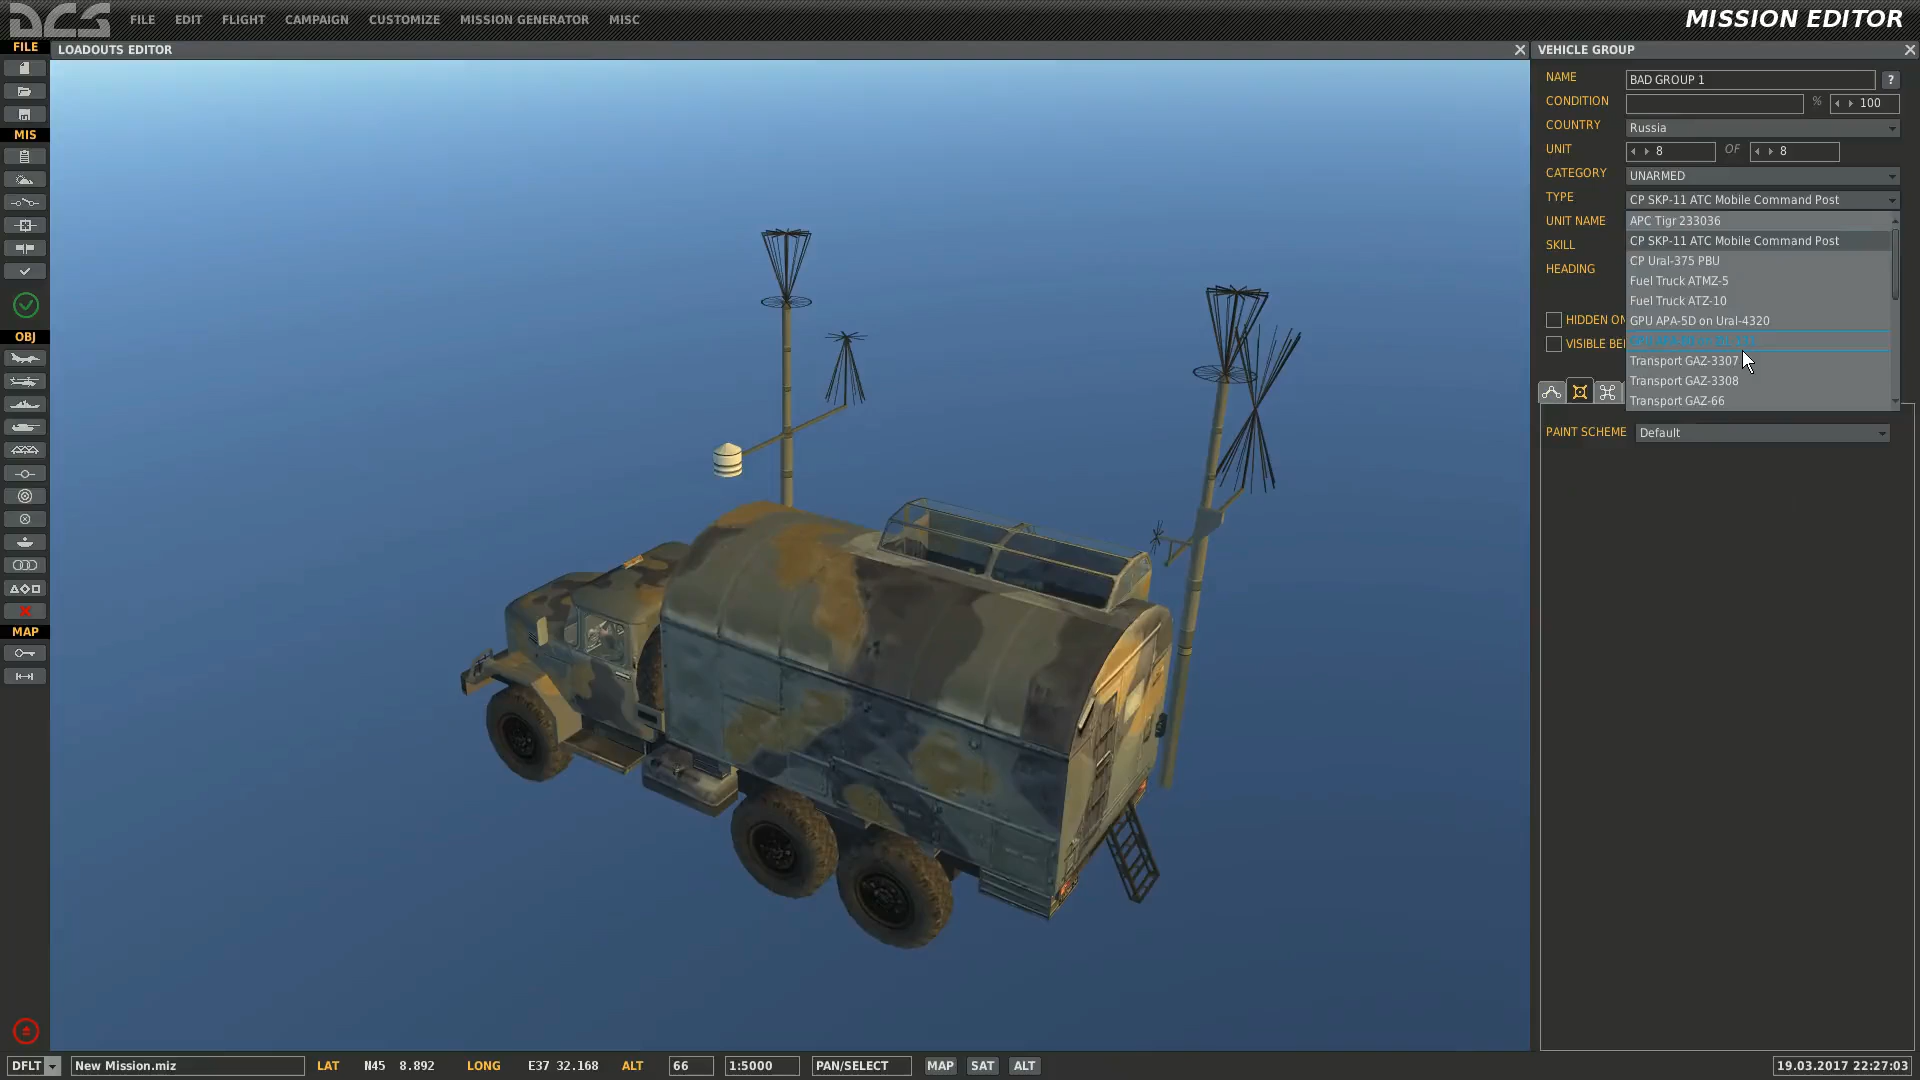 DCS
FILE EDIT FLIGHT CAMPAIGN CUSTOMIZE MISSION GENERATOR MISC
MISSION EDITOR
FILE
LOADOUTS EDITOR
MIS
OBJ
MAP
VEHICLE GROUP
NAME BAD GROUP 1 ?
CONDITION % 100
COUNTRY Russia
UNIT 8 OF 8
CATEGORY UNARMED
TYPE CP SKP-11 ATC Mobile Command Post
UNIT NAME
SKILL
HEADING
HIDDEN ON
VISIBLE BE
APC Tigr 233036
CP SKP-11 ATC Mobile Command Post
CP Ural-375 PBU
Fuel Truck ATMZ-5
Fuel Truck ATZ-10
GPU APA-5D on Ural-4320
Transport GAZ-3307
Transport GAZ-3308
Transport GAZ-66
PAINT SCHEME Default
DFLT New Mission.miz LAT N45 8.892 LONG E37 32.168 ALT 66 1:5000 PAN/SELECT MAP SAT ALT 19.03.2017 22:27:03